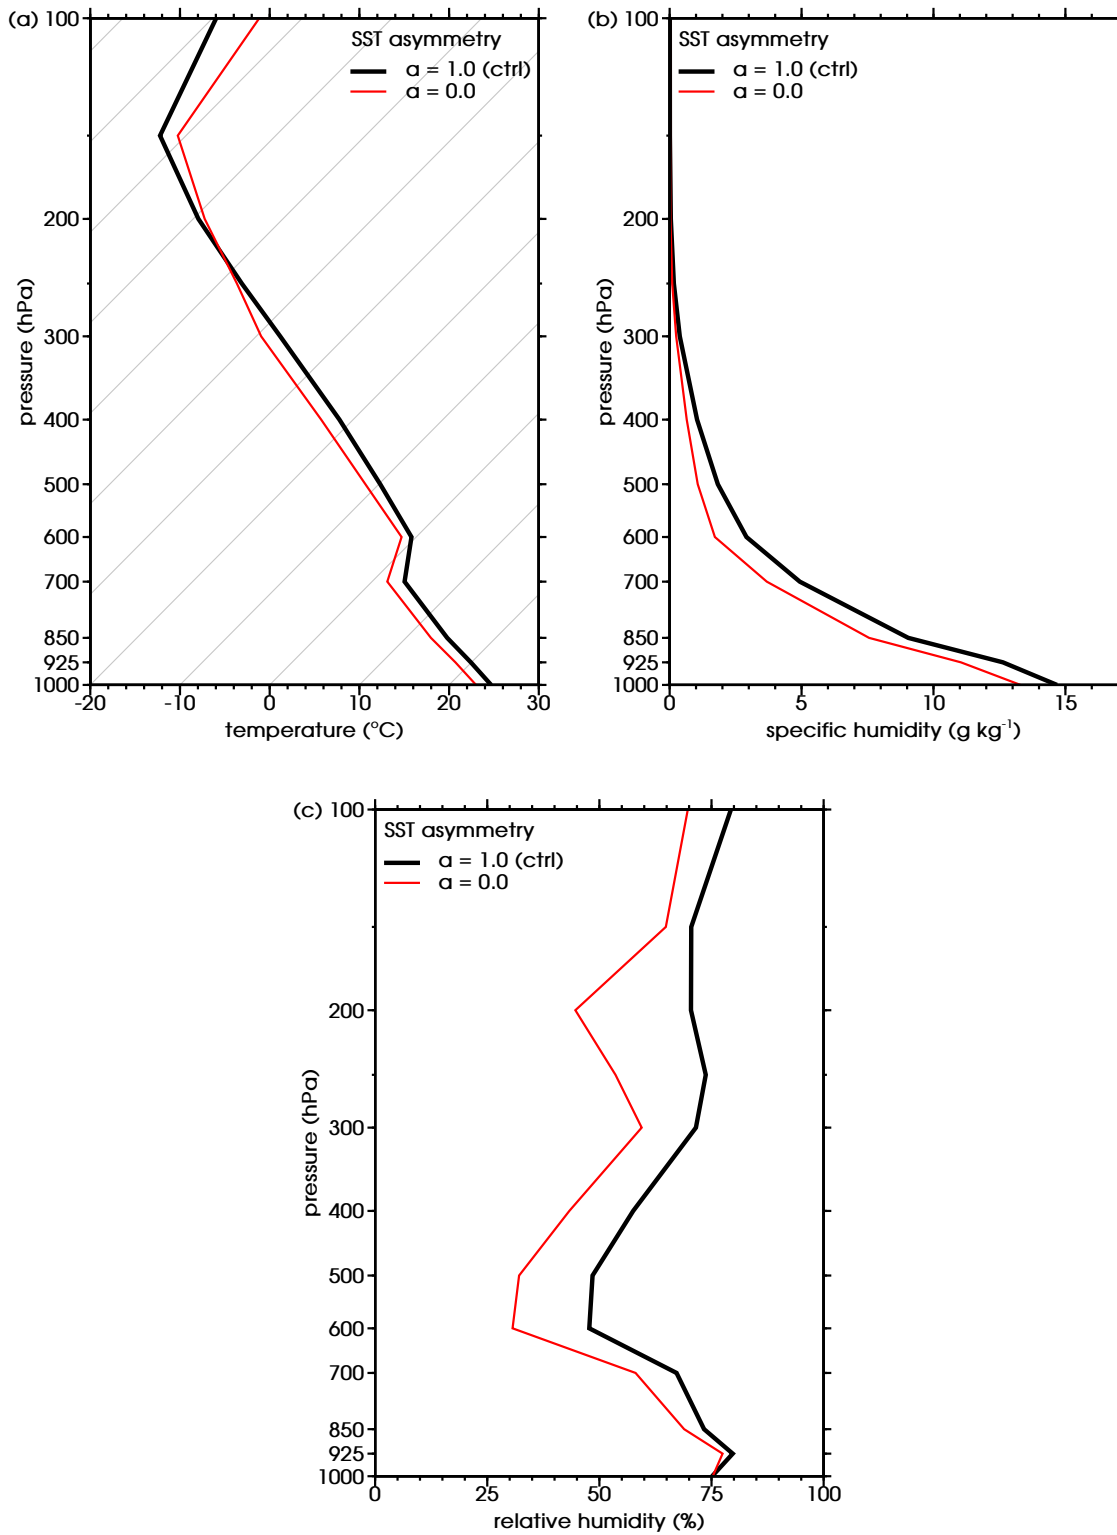 (a)
100
200
300
400
500
600
700
850
925
1000
pressure (hPa)
SST asymmetry
a = 1.0 (ctrl)
a = 0.0
-20 -10 0 10 20 30
temperature (°C)
(b)
100
200
300
400
500
600
700
850
925
1000
pressure (hPa)
SST asymmetry
a = 1.0 (ctrl)
a = 0.0
0 5 10 15
specific humidity (g kg⁻¹)
(c)
100
200
300
400
500
600
700
850
925
1000
pressure (hPa)
SST asymmetry
a = 1.0 (ctrl)
a = 0.0
0 25 50 75 100
relative humidity (%)